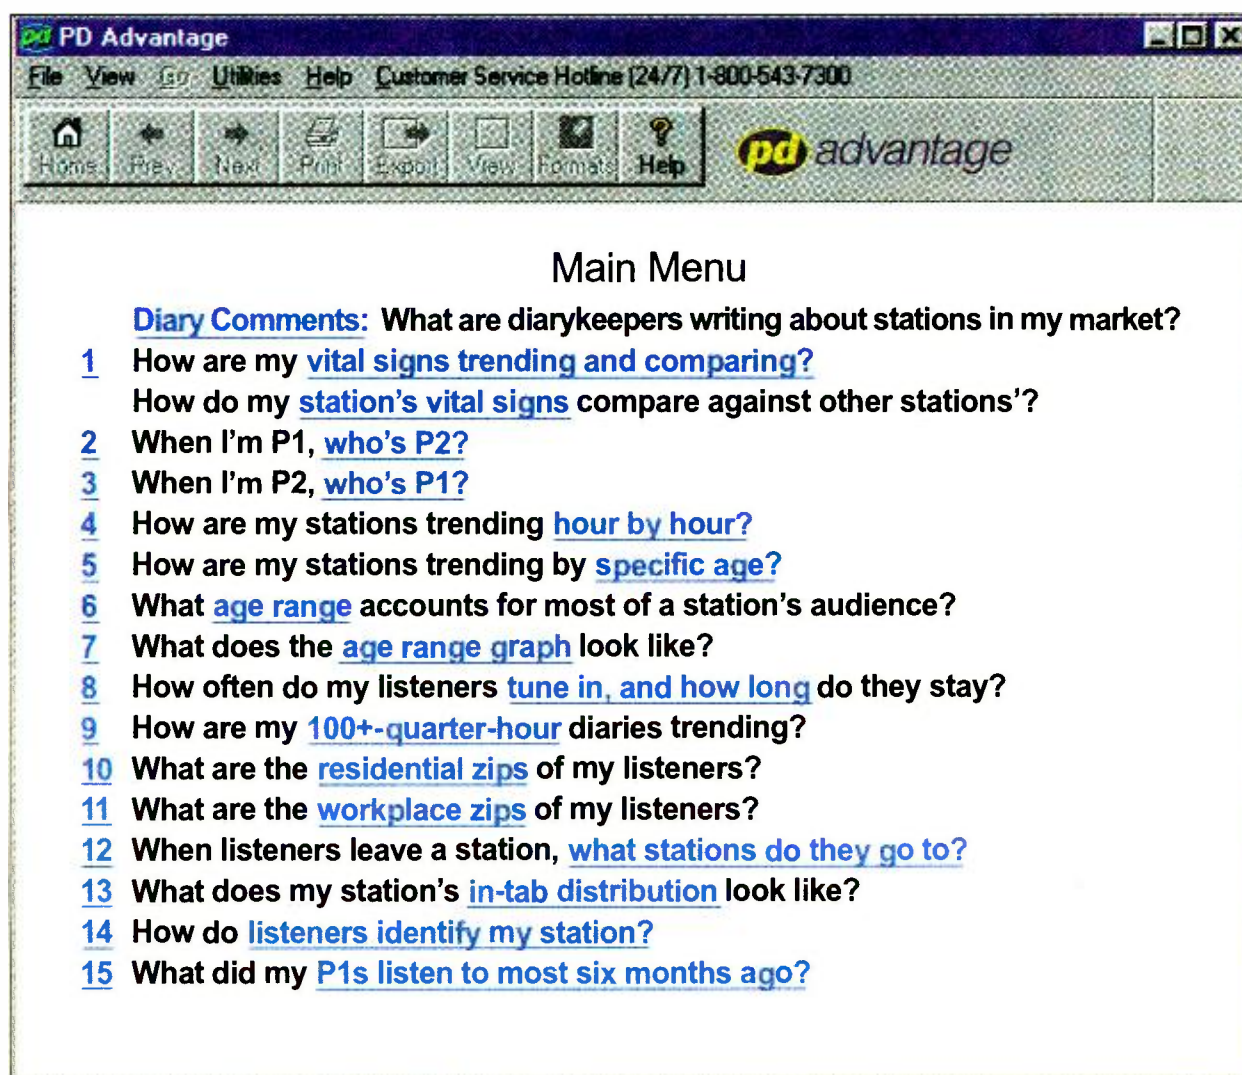 pd PD Advantage
File View Go Utilities Help Customer Service Hotline (24/7) 1-800-543-7300
Home Prev Next Print Export View Formats Help pd advantage
Main Menu
Diary Comments: What are diarykeepers writing about stations in my market?
1 How are my vital signs trending and comparing?
How do my station's vital signs compare against other stations'?
2 When I'm P1, who's P2?
3 When I'm P2, who's P1?
4 How are my stations trending hour by hour?
5 How are my stations trending by specific age?
6 What age range accounts for most of a station's audience?
7 What does the age range graph look like?
8 How often do my listeners tune in, and how long do they stay?
9 How are my 100+-quarter-hour diaries trending?
10 What are the residential zips of my listeners?
11 What are the workplace zips of my listeners?
12 When listeners leave a station, what stations do they go to?
13 What does my station's in-tab distribution look like?
14 How do listeners identify my station?
15 What did my P1s listen to most six months ago?